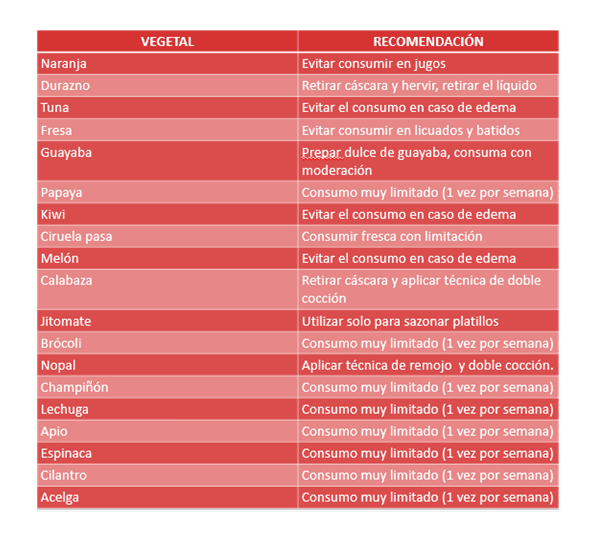 VEGETAL RECOMENDACIÓN
Naranja Evitar consumir en jugos
Durazno Retirar cáscara y hervir, retirar el líquido
Tuna Evitar el consumo en caso de edema
Fresa Evitar consumir en licuados y batidos
Guayaba Prepar dulce de guayaba, consuma con
moderación
Papaya Consumo muy limitado (1 vez por semana)
Kiwi Evitar el consumo en caso de edema
Ciruela pasa Consumir fresca con limitación
Melón Evitar el consumo en caso de edema
Calabaza Retirar cáscara y aplicar técnica de doble
cocción
Jitomate Utilizar solo para sazonar platillos
Brócoli Consumo muy limitado (1 vez por semana)
Nopal Aplicar técnica de remojo y doble cocción.
Champiñón Consumo muy limitado (1 vez por semana)
Lechuga Consumo muy limitado (1 vez por semana)
Apio Consumo muy limitado (1 vez por semana)
Espinaca Consumo muy limitado (1 vez por semana)
Cilantro Consumo muy limitado (1 vez por semana)
Acelga Consumo muy limitado (1 vez por semana)